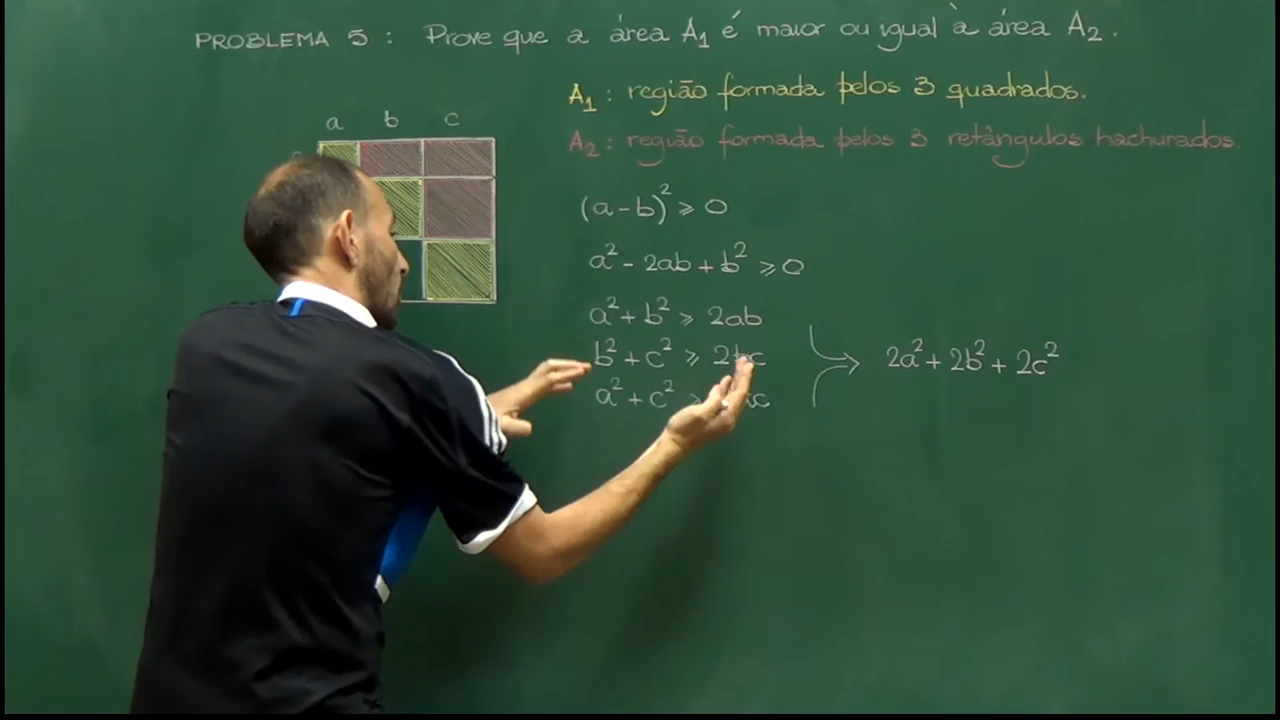 PROBLEMA 5 : Prove que a área A₁ é maior ou igual à área A₂.
A₁ : região formada pelos 3 quadrados.
A₂ : região formada pelos 3 retângulos hachurados.
a b c
(a - b)² ⩾ 0
a² - 2ab + b² ⩾ 0
a² + b² ⩾ 2ab
b² + c² ⩾ 2bc
a² + c²
2a² + 2b² + 2c²